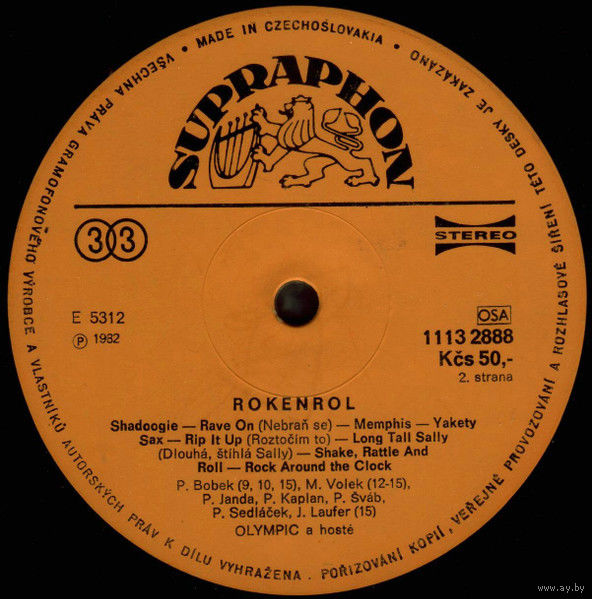 VŠECHNA PRÁVA GRAMOFONOVÉHO VÝROBCE A VLASTNÍKŮ AUTORSKÝCH PRÁV K DÍLU VYHRAŽENA . POŘIZOVÁNÍ KOPIÍ, VEŘEJNÉ PROVOZOVÁNÍ A ROZHLASOVÉ ŠÍŘENÍ TÉTO DESKY JE ZAKÁZÁNO
• MADE IN CZECHOSLOVAKIA •
SUPRAPHON
33
STEREO
E 5312
Ⓟ 1982
OSA
1113 2888
Kčs 50,-
2. strana
ROKENROL
Shadoogie — Rave On (Nebraň se) — Memphis — Yakety
Sax — Rip It Up (Roztočím to) — Long Tall Sally
(Dlouhá, štíhlá Sally) — Shake, Rattle And
Roll — Rock Around the Clock
P. Bobek (9, 10, 15), M. Volek (12-15),
P. Janda, P. Kaplan, P. Šváb,
P. Sedláček, J. Laufer (15)
OLYMPIC a hosté
www.ay.by